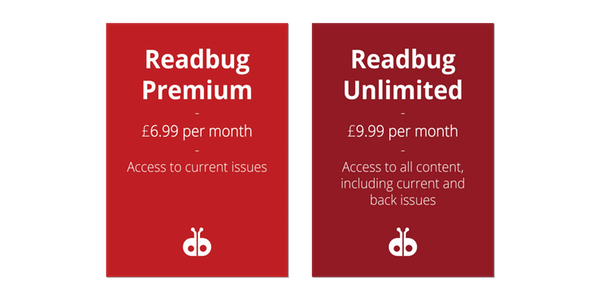 Readbug
Premium
-
£6.99 per month
-
Access to current issues
Readbug
Unlimited
-
£9.99 per month
-
Access to all content,
including current and
back issues